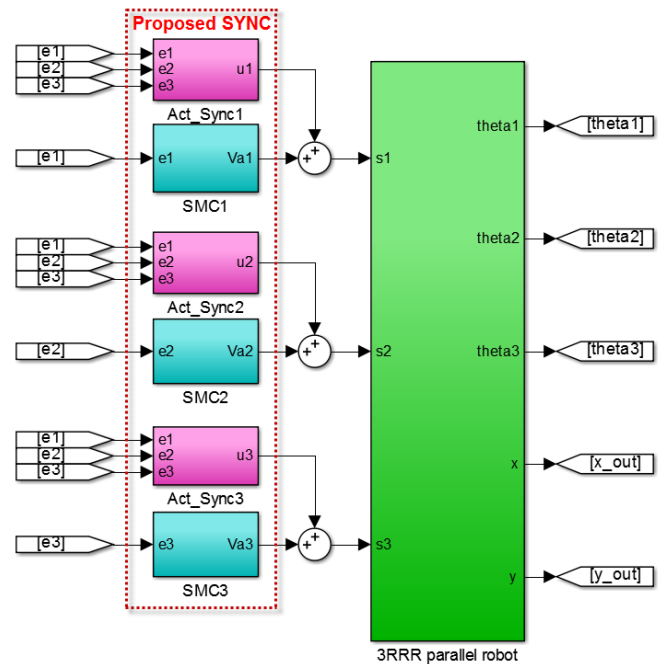 Proposed SYNC
[e1]
[e2]
[e3]
e1
e2
e3
u1
Act_Sync1
[e1]
e1
Va1
SMC1
[e1]
[e2]
[e3]
e1
e2
e3
u2
Act_Sync2
[e2]
e2
Va2
SMC2
[e1]
[e2]
[e3]
e1
e2
e3
u3
Act_Sync3
[e3]
e3
Va3
SMC3
++
++
++
s1
s2
s3
theta1
theta2
theta3
x
y
3RRR parallel robot
[theta1]
[theta2]
[theta3]
[x_out]
[y_out]